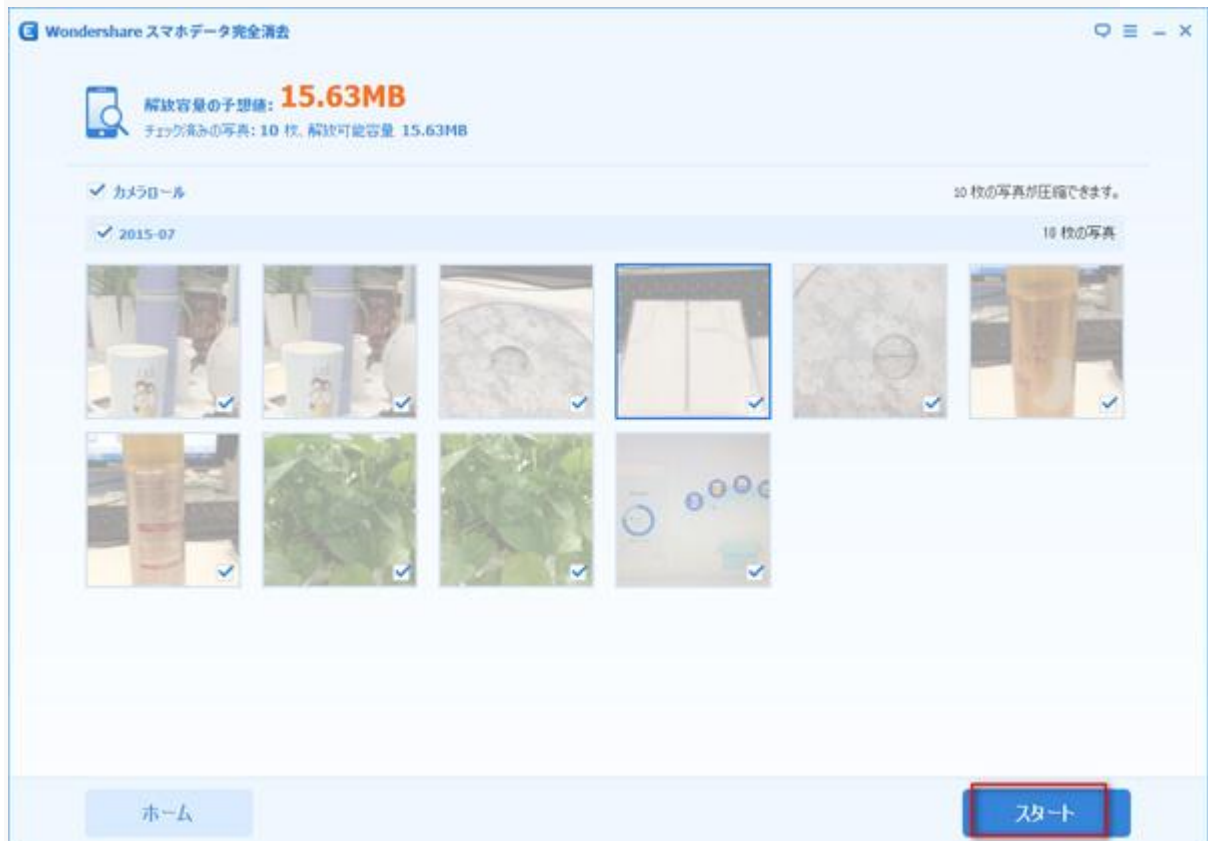 Wondershare スマホデータ完全消去
解放容量の予想値: 15.63MB
チェック済みの写真: 10 枚, 解放可能容量 15.63MB
カメラロール
10 枚の写真が圧縮できます。
2015-07
10 枚の写真
ホーム
スタート